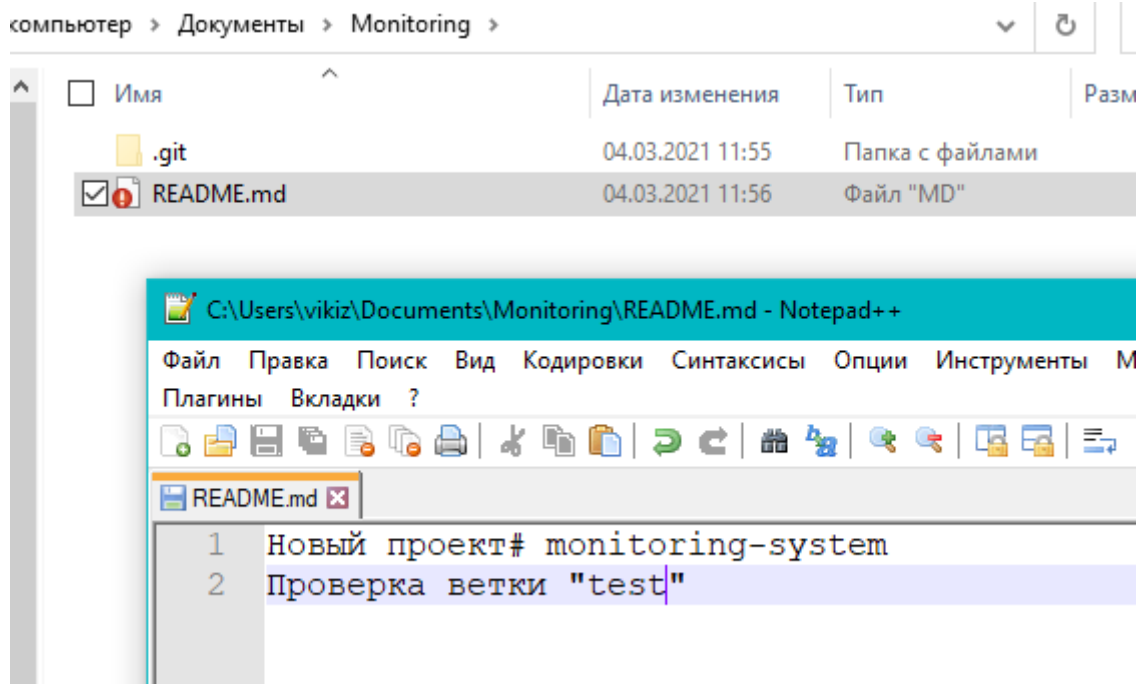 компьютер > Документы > Monitoring >
Имя Дата изменения Тип Разм
.git 04.03.2021 11:55 Папка с файлами
README.md 04.03.2021 11:56 Файл "MD"
C:\Users\vikiz\Documents\Monitoring\README.md - Notepad++
Файл Правка Поиск Вид Кодировки Синтаксисы Опции Инструменты М
Плагины Вкладки ?
README.md
1 Новый проект# monitoring-system
2 Проверка ветки "test"